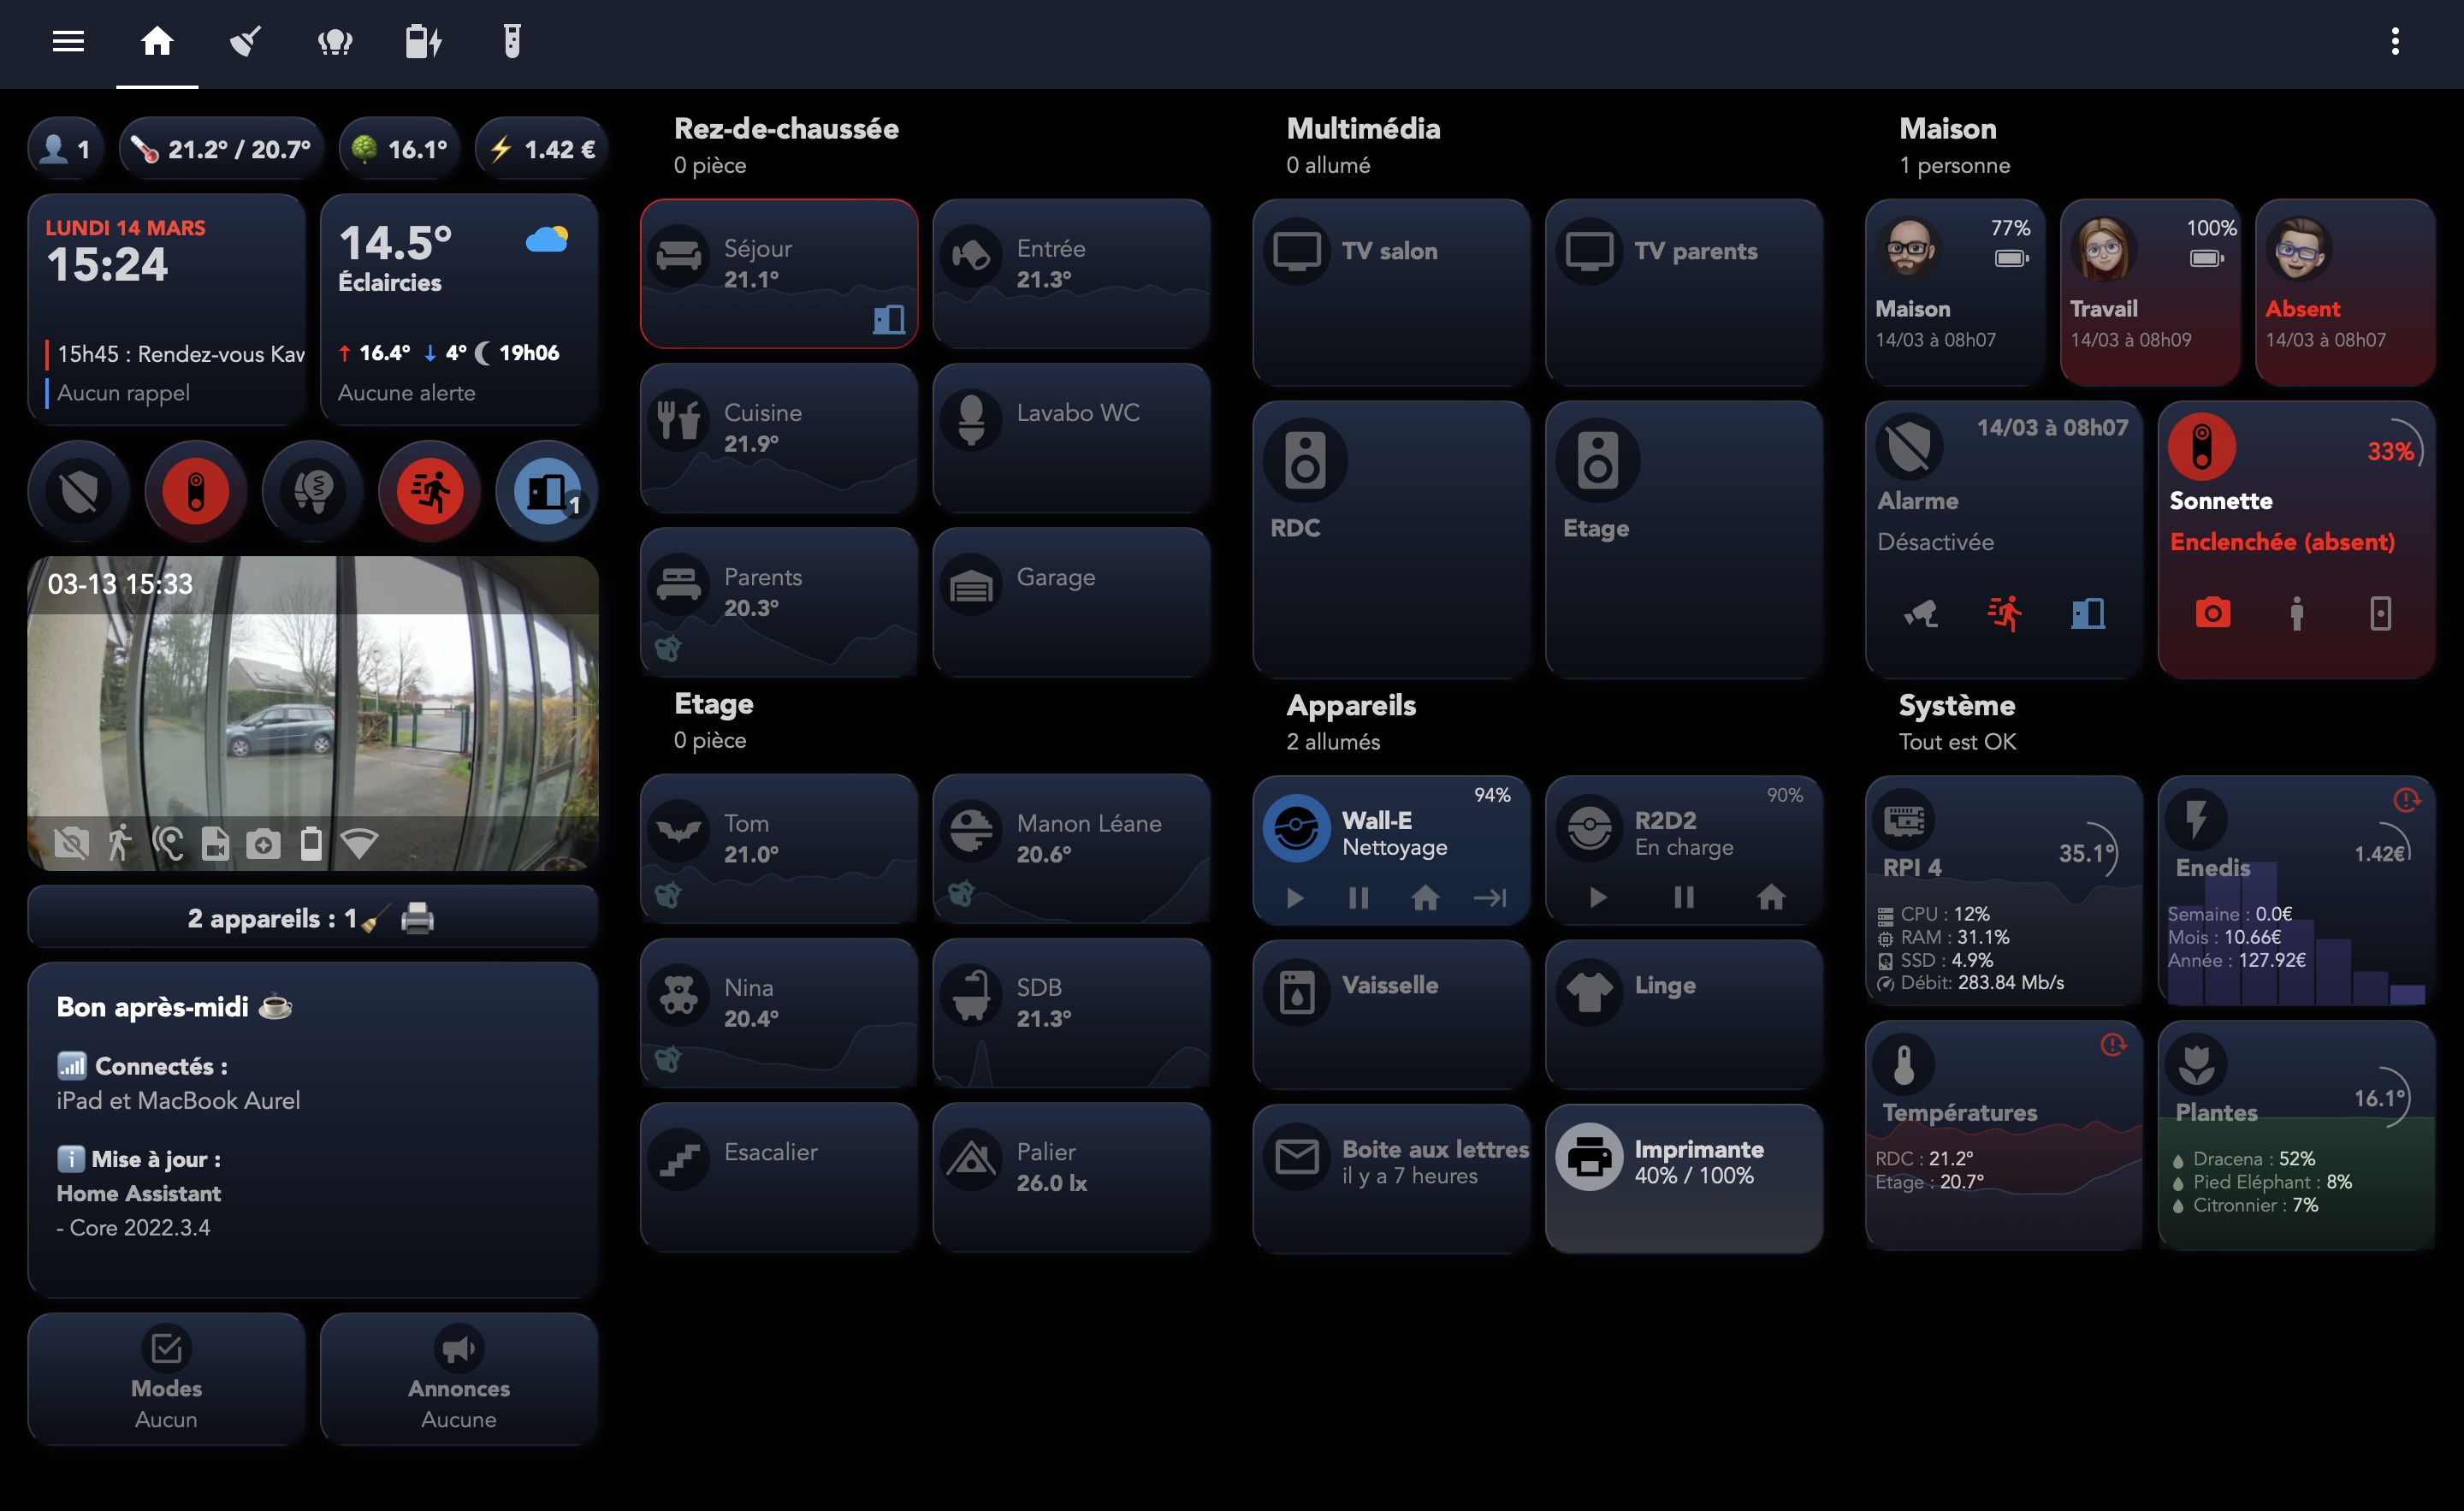 1
21.2° / 20.7°
16.1°
1.42 €
LUNDI 14 MARS
15:24
15h45 : Rendez-vous Kaw
Aucun rappel
14.5°
Éclaircies
16.4° 4° 19h06
Aucune alerte
1
03-13 15:33
2 appareils : 1
Bon après-midi
Connectés :
iPad et MacBook Aurel
Mise à jour :
Home Assistant
- Core 2022.3.4
Modes
Aucun
Annonces
Aucune
Rez-de-chaussée
0 pièce
Séjour
21.1°
Entrée
21.3°
Cuisine
21.9°
Lavabo WC
Parents
20.3°
Garage
Etage
0 pièce
Tom
21.0°
Manon Léane
20.6°
Nina
20.4°
SDB
21.3°
Esacalier
Palier
26.0 lx
Multimédia
0 allumé
TV salon
TV parents
RDC
Etage
Appareils
2 allumés
94%
Wall-E
Nettoyage
90%
R2D2
En charge
Vaisselle
Linge
Boite aux lettres
il y a 7 heures
Imprimante
40% / 100%
Maison
1 personne
77%
Maison
14/03 à 08h07
100%
Travail
14/03 à 08h09
Absent
14/03 à 08h07
14/03 à 08h07
Alarme
Désactivée
33%
Sonnette
Enclenchée (absent)
Système
Tout est OK
RPI 4
35.1°
CPU : 12%
RAM : 31.1%
SSD : 4.9%
Débit: 283.84 Mb/s
Enedis
1.42€
Semaine : 0.0€
Mois : 10.66€
Année : 127.92€
Températures
RDC : 21.2°
Etage : 20.7°
Plantes
16.1°
Dracena : 52%
Pied Eléphant : 8%
Citronnier : 7%